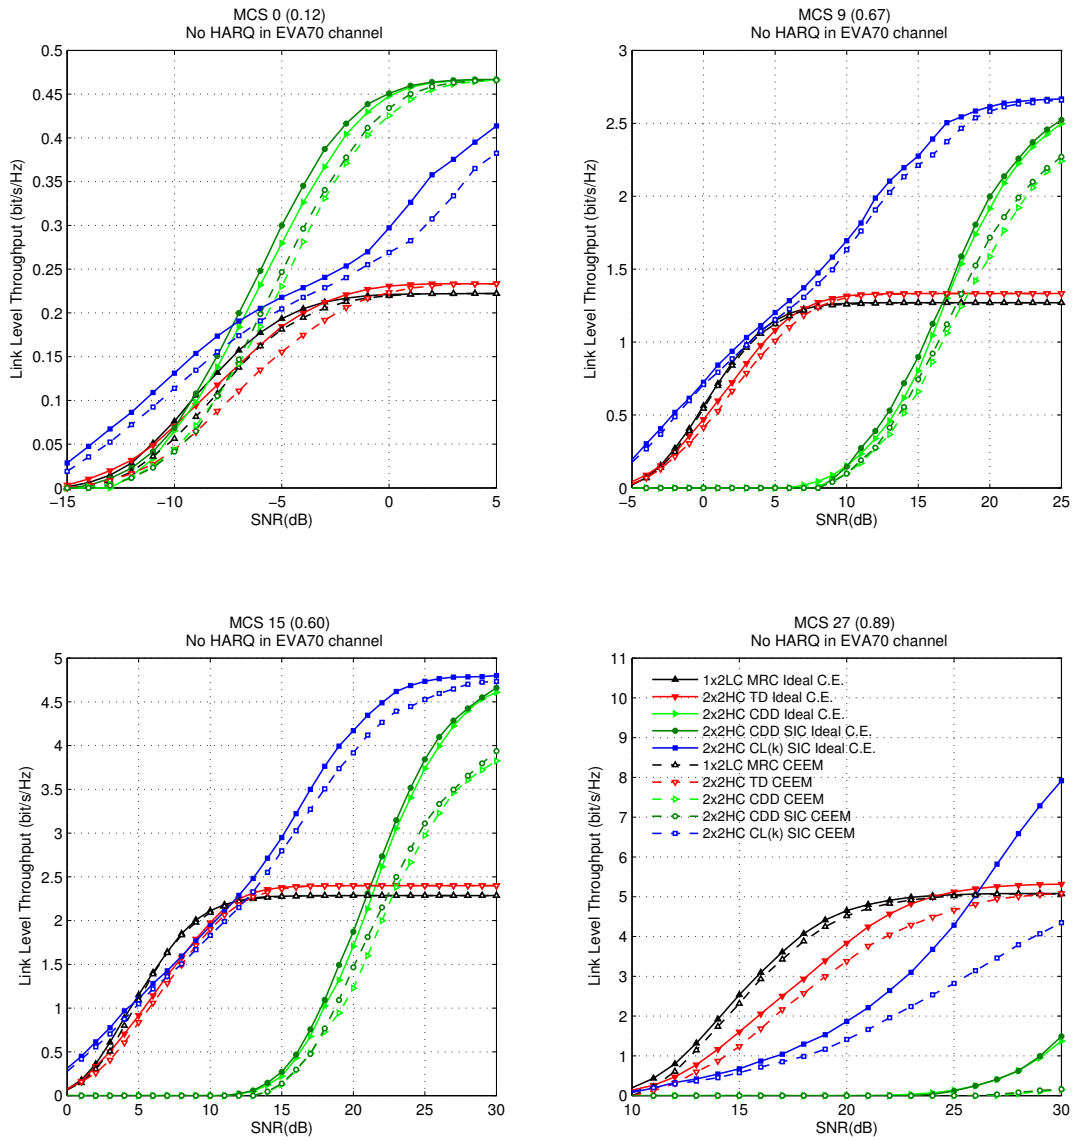 MCS 0 (0.12)
No HARQ in EVA70 channel
0.5
0.45
0.4
0.35
0.3
0.25
0.2
0.15
0.1
0.05
0
Link Level Throughput (bit/s/Hz)
−15
−10
−5
0
5
SNR(dB)
MCS 9 (0.67)
No HARQ in EVA70 channel
3
2.5
2
1.5
1
0.5
0
Link Level Throughput (bit/s/Hz)
−5
0
5
10
15
20
25
SNR(dB)
MCS 15 (0.60)
No HARQ in EVA70 channel
5
4.5
4
3.5
3
2.5
2
1.5
1
0.5
0
Link Level Throughput (bit/s/Hz)
0
5
10
15
20
25
30
SNR(dB)
MCS 27 (0.89)
No HARQ in EVA70 channel
11
10
9
8
7
6
5
4
3
2
1
0
Link Level Throughput (bit/s/Hz)
10
15
20
25
30
SNR(dB)
1x2LC MRC Ideal C.E.
2x2HC TD Ideal C.E.
2x2HC CDD Ideal C.E.
2x2HC CDD SIC Ideal C.E.
2x2HC CL(k) SIC Ideal C.E.
1x2LC MRC CEEM
2x2HC TD CEEM
2x2HC CDD CEEM
2x2HC CDD SIC CEEM
2x2HC CL(k) SIC CEEM